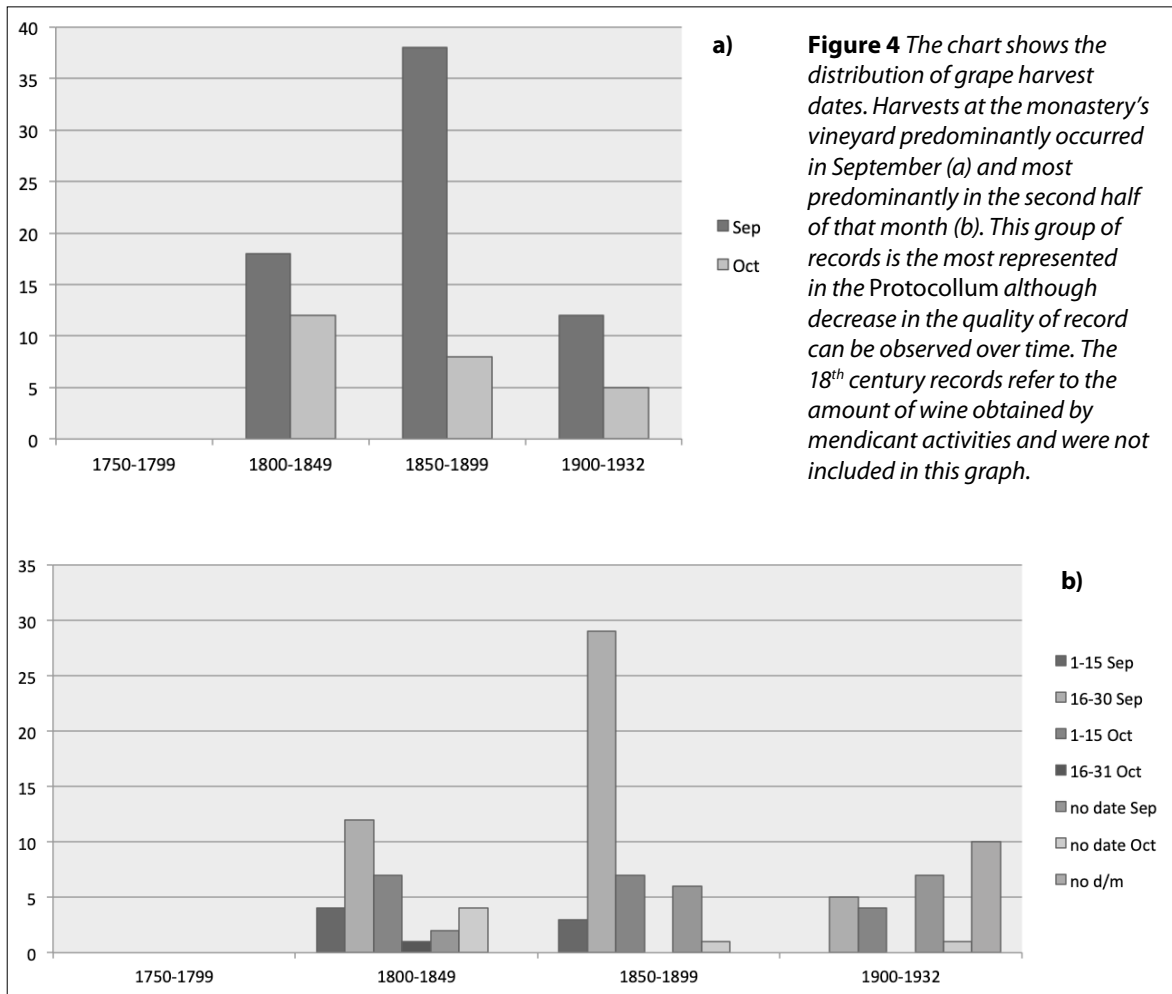 40
35
30
25
20
15
10
5
0
1750-1799 1800-1849 1850-1899 1900-1932
Sep
Oct
a)
Figure 4 The chart shows the
distribution of grape harvest
dates. Harvests at the monastery's
vineyard predominantly occurred
in September (a) and most
predominantly in the second half
of that month (b). This group of
records is the most represented
in the Protocollum although
decrease in the quality of record
can be observed over time. The
18th century records refer to the
amount of wine obtained by
mendicant activities and were not
included in this graph.
35
30
25
20
15
10
5
0
1750-1799 1800-1849 1850-1899 1900-1932
b)
1-15 Sep
16-30 Sep
1-15 Oct
16-31 Oct
no date Sep
no date Oct
no d/m